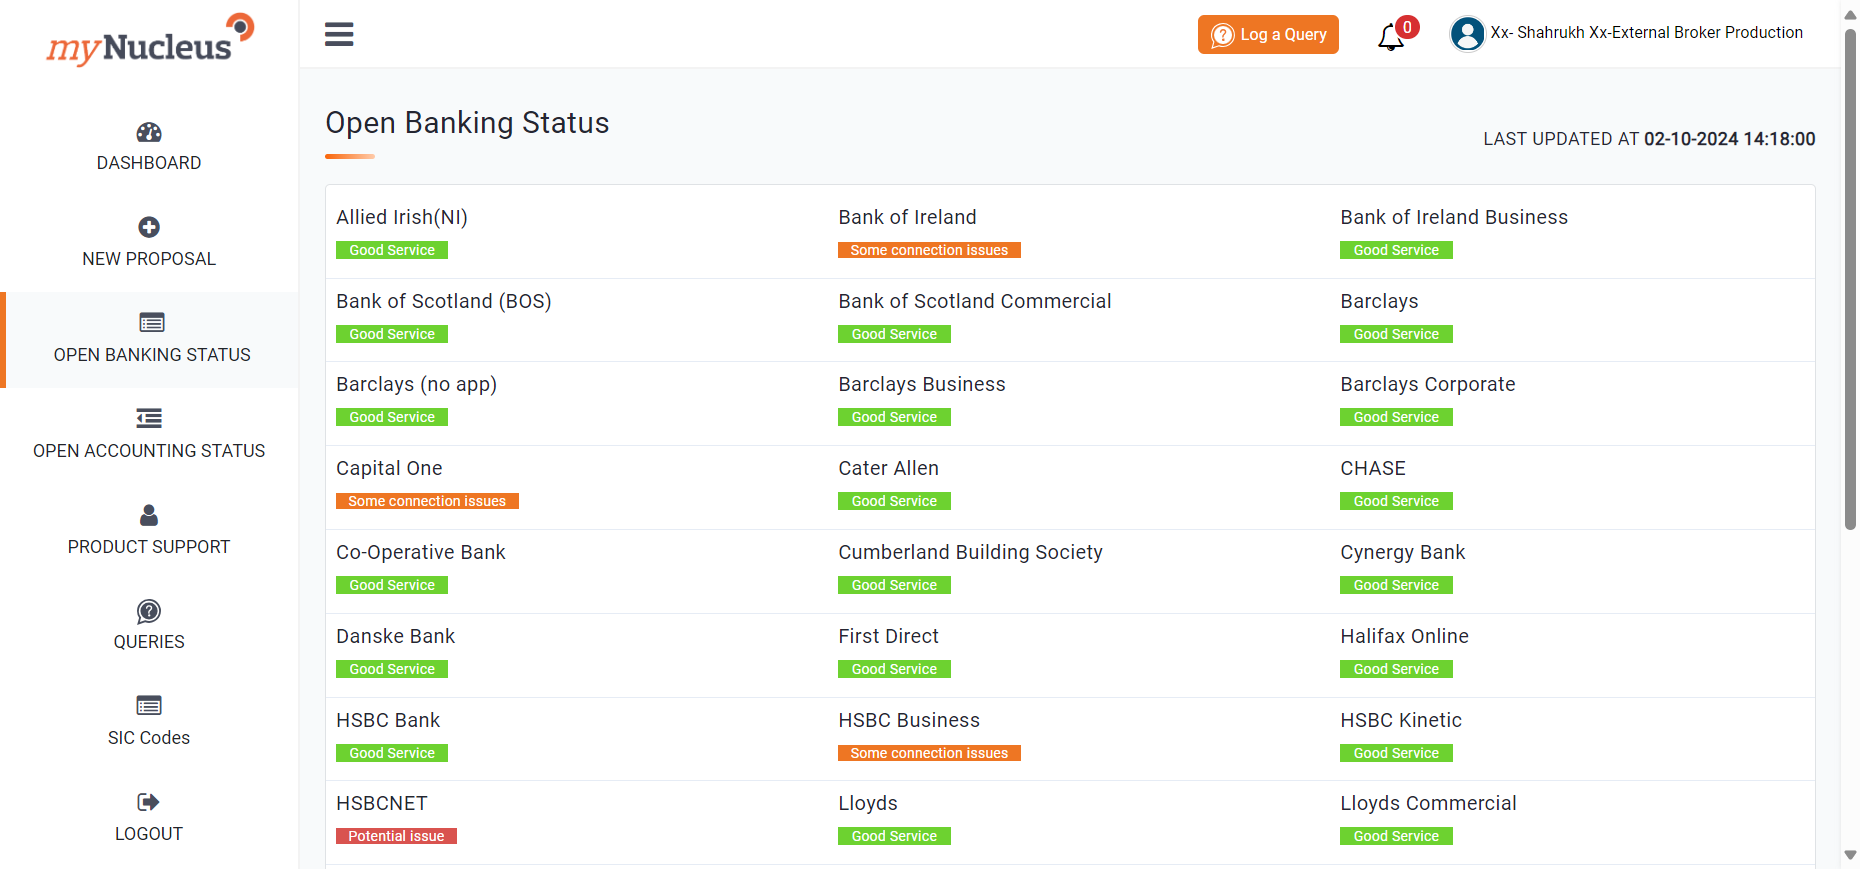 myNucleus
Log a Query
0
Xx- Shahrukh Xx-External Broker Production
DASHBOARD
NEW PROPOSAL
OPEN BANKING STATUS
OPEN ACCOUNTING STATUS
PRODUCT SUPPORT
QUERIES
SIC Codes
LOGOUT
Open Banking Status
LAST UPDATED AT 02-10-2024 14:18:00
Allied Irish(NI)
Good Service
Bank of Ireland
Some connection issues
Bank of Ireland Business
Good Service
Bank of Scotland (BOS)
Good Service
Bank of Scotland Commercial
Good Service
Barclays
Good Service
Barclays (no app)
Good Service
Barclays Business
Good Service
Barclays Corporate
Good Service
Capital One
Some connection issues
Cater Allen
Good Service
CHASE
Good Service
Co-Operative Bank
Good Service
Cumberland Building Society
Good Service
Cynergy Bank
Good Service
Danske Bank
Good Service
First Direct
Good Service
Halifax Online
Good Service
HSBC Bank
Good Service
HSBC Business
Some connection issues
HSBC Kinetic
Good Service
HSBCNET
Potential issue
Lloyds
Good Service
Lloyds Commercial
Good Service